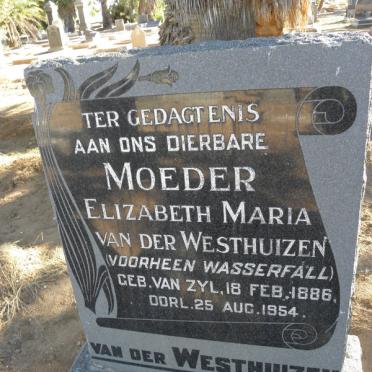 TER GEDAGTENIS
AAN ONS DIERBARE
MOEDER
ELIZABETH MARIA
VAN DER WESTHUIZEN
(VOORHEEN WASSERFALL)
GEB. VAN ZYL, 18 FEB. 1886,
OORL. 25 AUG. 1954.
VAN DER WESTHUIZEN